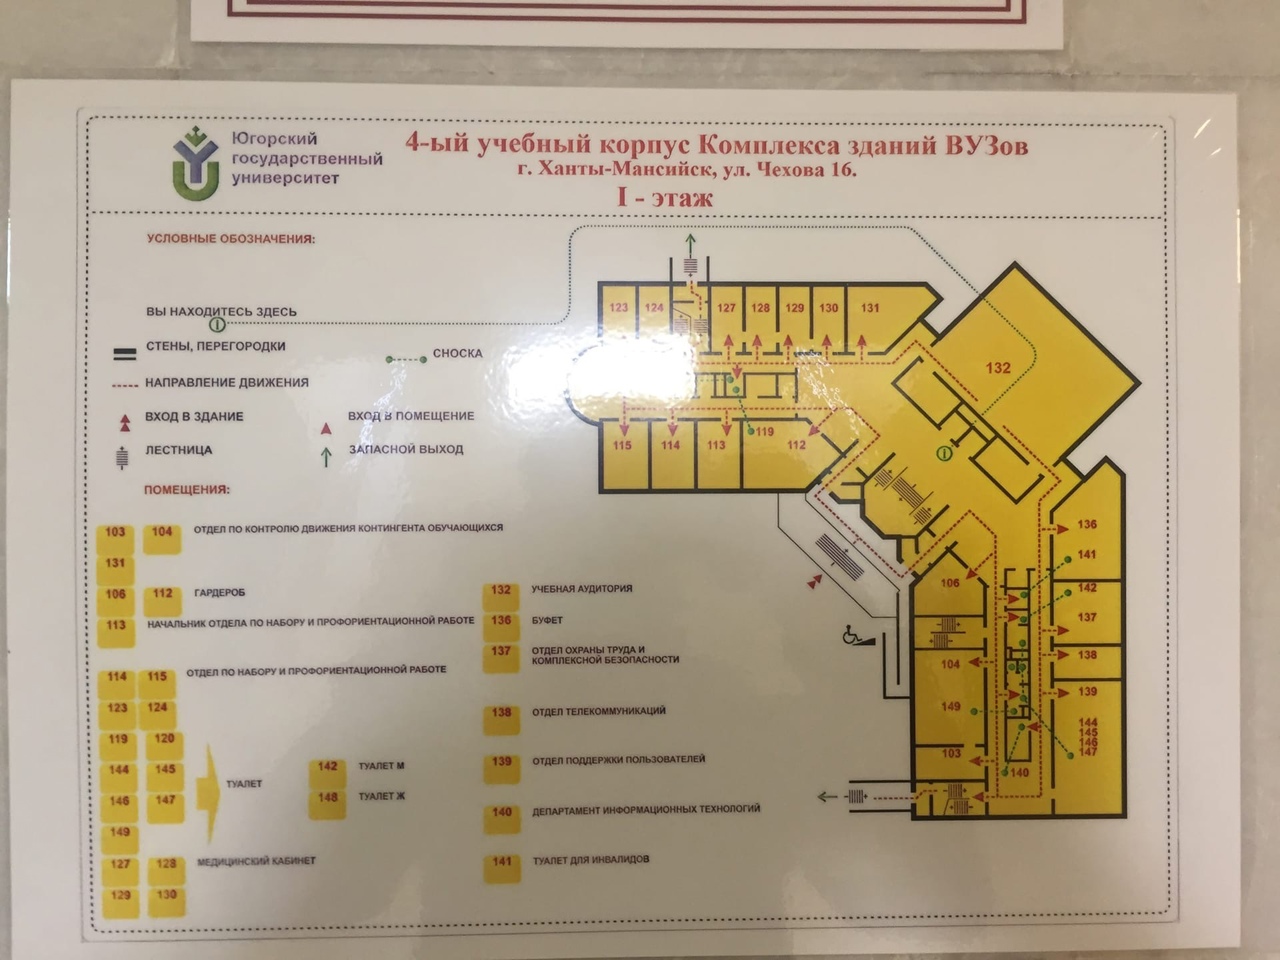 Югорский
государственный
университет
4-ый учебный корпус Комплекса зданий ВУЗов
г. Ханты-Мансийск, ул. Чехова 16.
I - этаж
УСЛОВНЫЕ ОБОЗНАЧЕНИЯ:
ВЫ НАХОДИТЕСЬ ЗДЕСЬ
СТЕНЫ, ПЕРЕГОРОДКИ
СНОСКА
НАПРАВЛЕНИЕ ДВИЖЕНИЯ
ВХОД В ЗДАНИЕ
ВХОД В ПОМЕЩЕНИЕ
ЛЕСТНИЦА
ЗАПАСНОЙ ВЫХОД
ПОМЕЩЕНИЯ:
103 104 ОТДЕЛ ПО КОНТРОЛЮ ДВИЖЕНИЯ КОНТИНГЕНТА ОБУЧАЮЩИХСЯ
131
106 112 ГАРДЕРОБ
113 НАЧАЛЬНИК ОТДЕЛА ПО НАБОРУ И ПРОФОРИЕНТАЦИОННОЙ РАБОТЕ
114 115 ОТДЕЛ ПО НАБОРУ И ПРОФОРИЕНТАЦИОННОЙ РАБОТЕ
123 124
119 120
144 145
146 147
149
ТУАЛЕТ
142 ТУАЛЕТ М
148 ТУАЛЕТ Ж
127 128 МЕДИЦИНСКИЙ КАБИНЕТ
129 130
132 УЧЕБНАЯ АУДИТОРИЯ
136 БУФЕТ
137 ОТДЕЛ ОХРАНЫ ТРУДА И
КОМПЛЕКСНОЙ БЕЗОПАСНОСТИ
138 ОТДЕЛ ТЕЛЕКОММУНИКАЦИЙ
139 ОТДЕЛ ПОДДЕРЖКИ ПОЛЬЗОВАТЕЛЕЙ
140 ДЕПАРТАМЕНТ ИНФОРМАЦИОННЫХ ТЕХНОЛОГИЙ
141 ТУАЛЕТ ДЛЯ ИНВАЛИДОВ
123 124 127 128 129 130 131
132
119
115 114 113 112
136
141
142
106
137
104
138
139
149
144
145
146
147
103
140